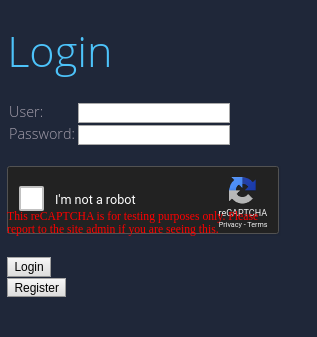 Login
User:
Password:
I'm not a robot
reCAPTCHA
This reCAPTCHA is for testing purposes only. Please
report to the site admin if you are seeing this.
Privacy - Terms
Login
Register